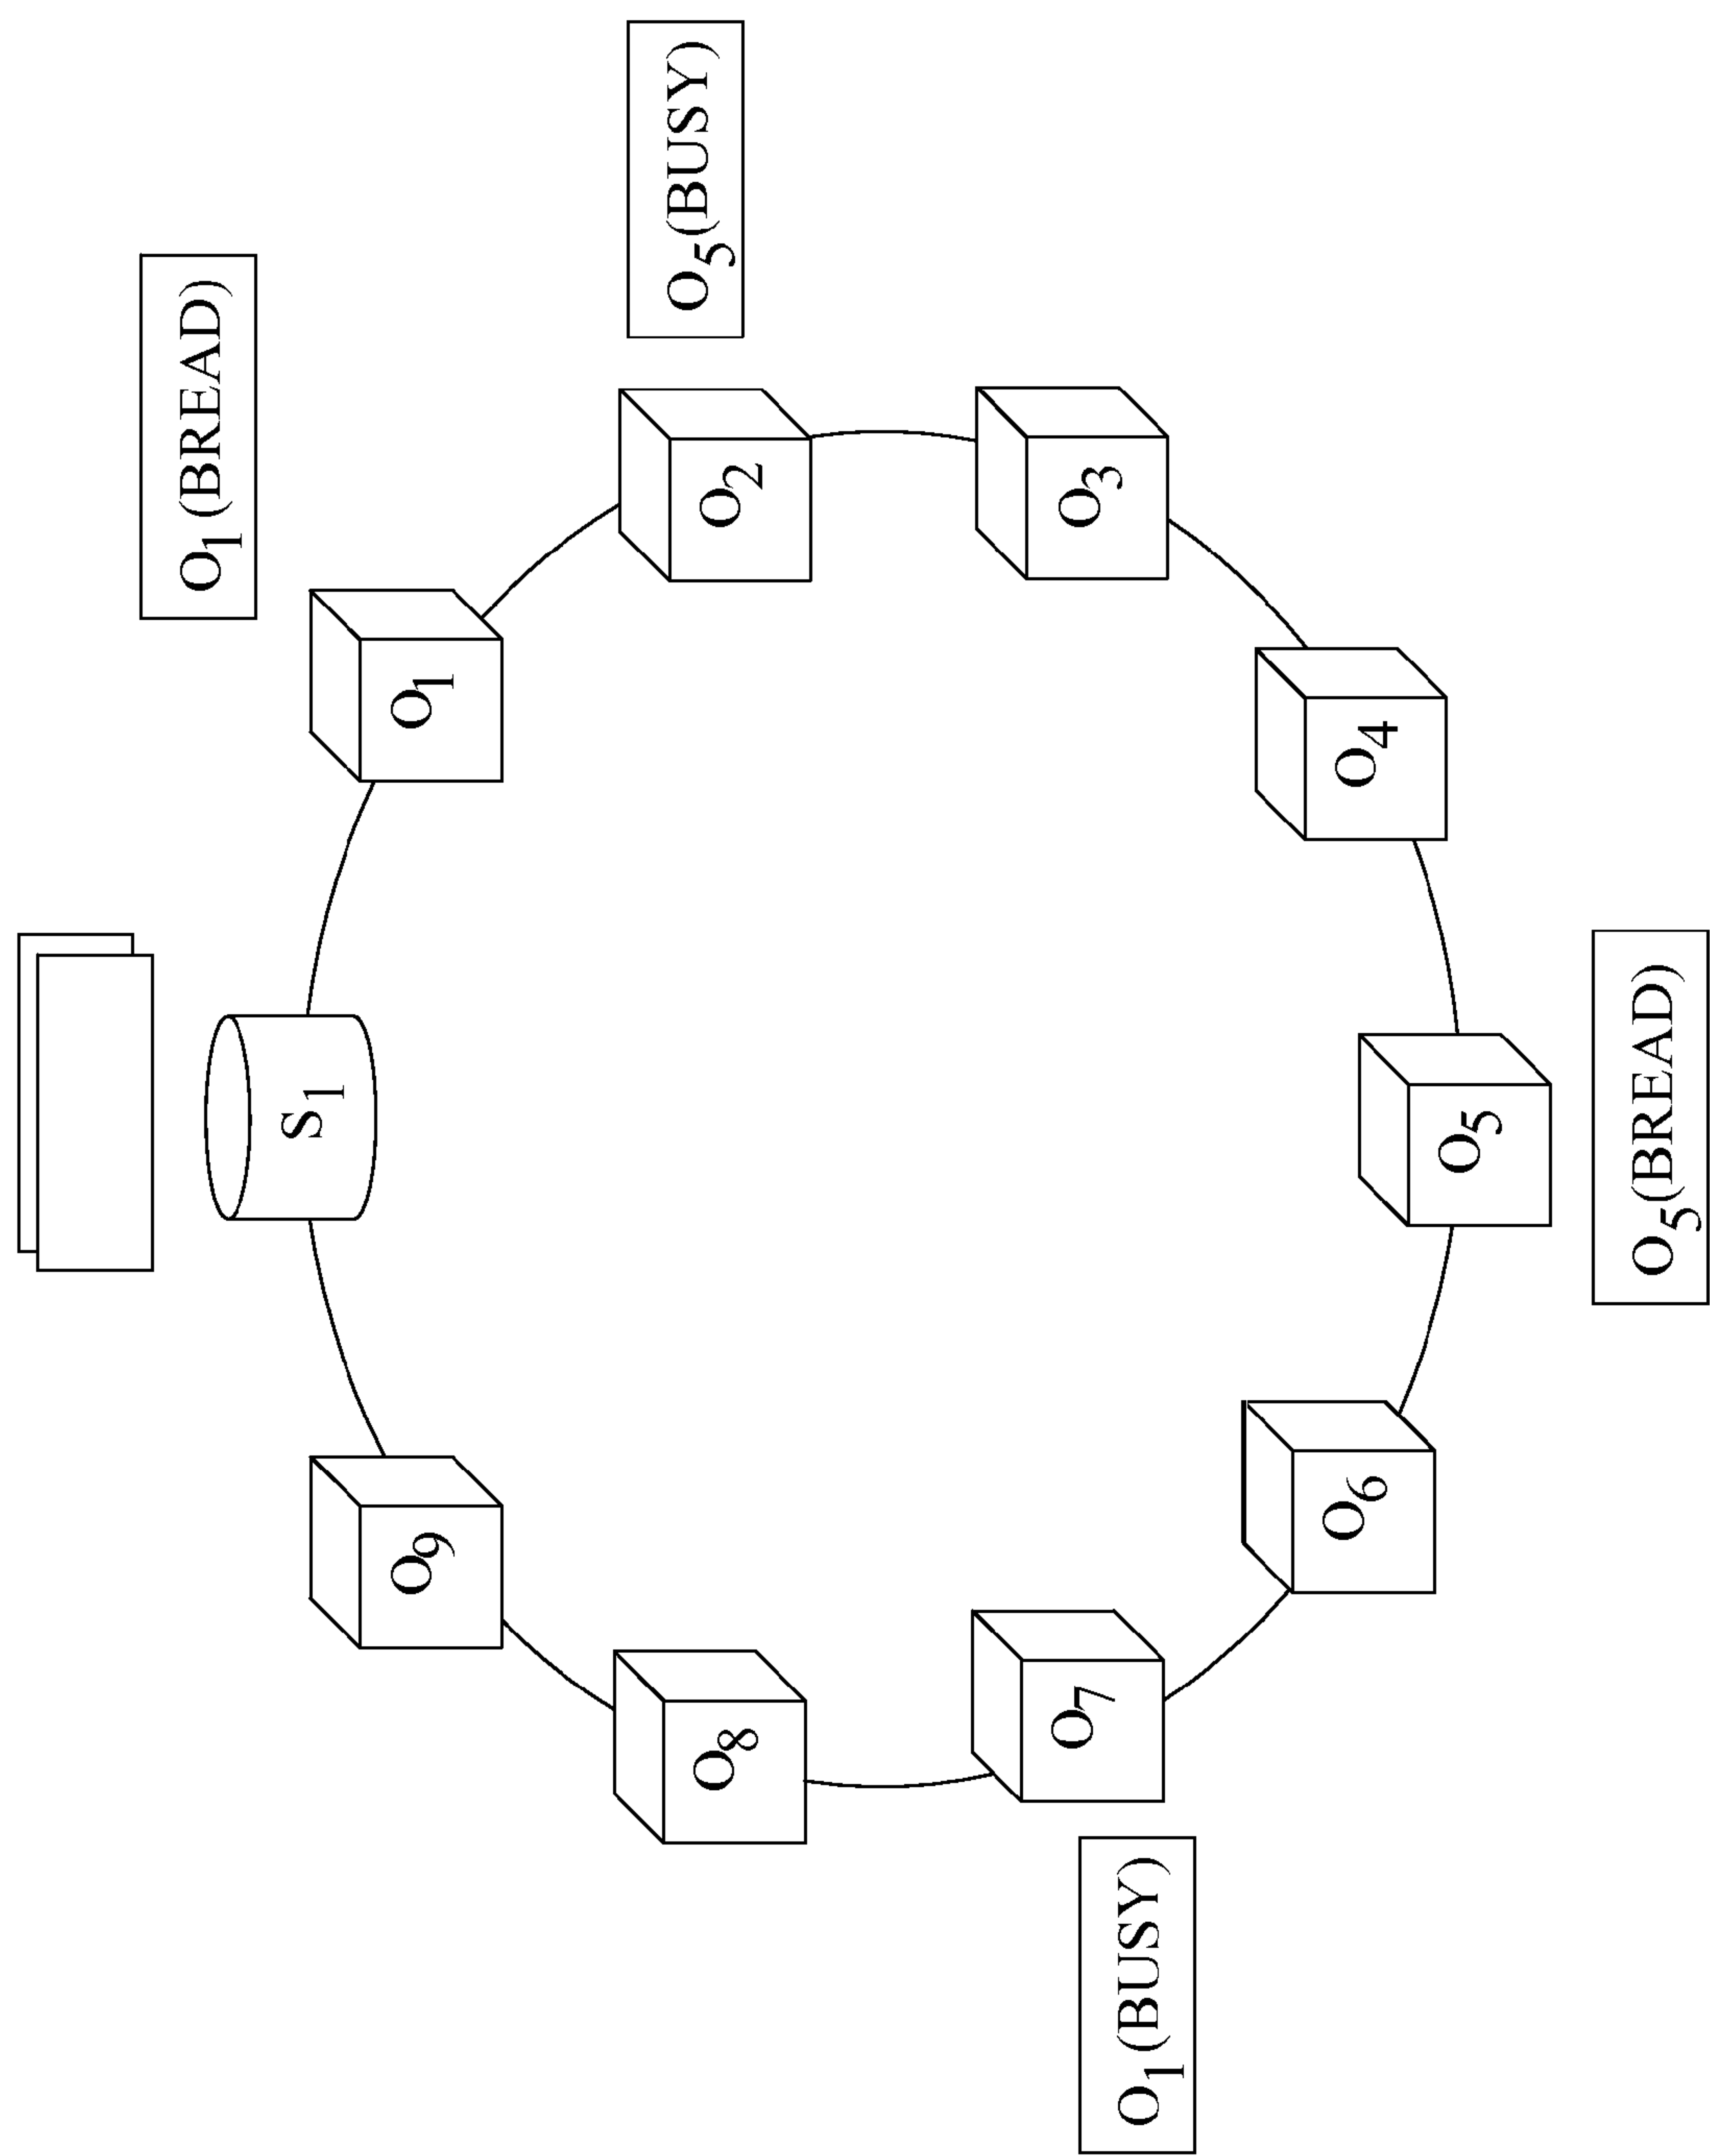 O1(BREAD)
O5(BUSY)
S1
O1
O2
O3
O4
O5
O6
O7
O8
O9
O5(BREAD)
O1(BUSY)